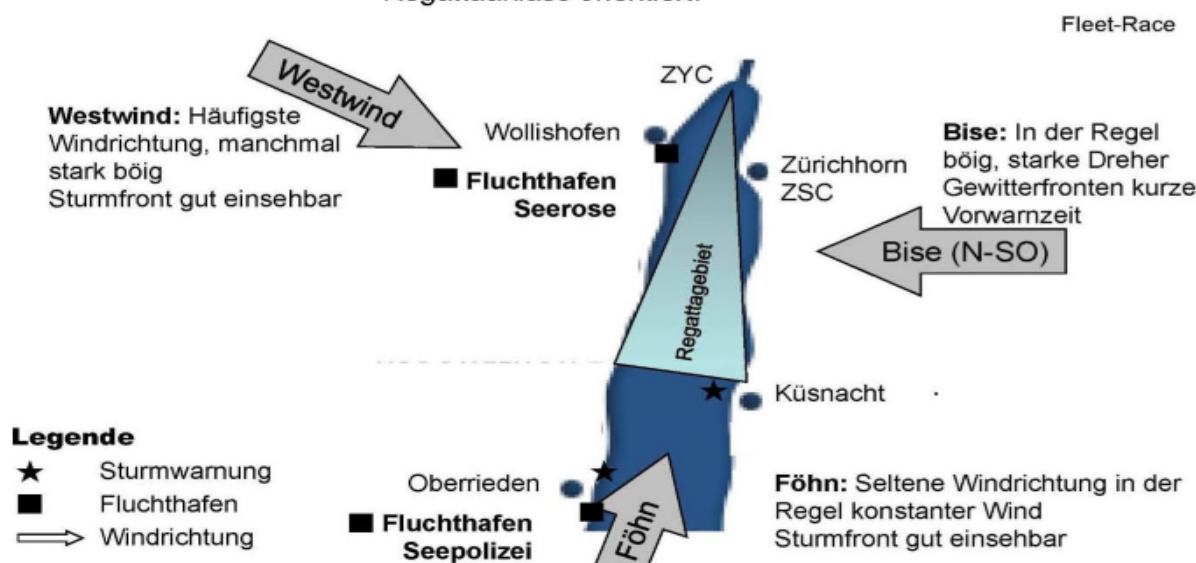 Fleet-Race
Westwind
ZYC
Westwind: Häufigste
Windrichtung, manchmal
stark böig
Sturmfront gut einsehbar
Wollishofen
Fluchthafen
Seerose
Zürichhorn
ZSC
Bise: In der Regel
böig, starke Dreher
Gewitterfronten kurze
Vorwarnzeit
Bise (N-SO)
Regattagebiet
Küsnacht
Legende
Sturmwarnung
Fluchthafen
Windrichtung
Oberrieden
Fluchthafen
Seepolizei
Föhn
Föhn: Seltene Windrichtung in der
Regel konstanter Wind
Sturmfront gut einsehbar